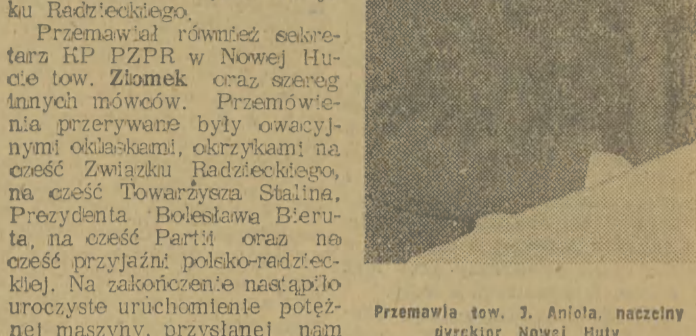 ku Radzieckiego.
Przemawiał również sekre-
tarz KP PZPR w Nowej Hu-
cie tow. Ziomek oraz szereg
innych mówców. Przemówie-
nia przerywane były owacyj-
nymi oklaskami, okrzykami na
cześć Związku Radzieckiego,
na cześć Towarzysza Stalina,
Prezydenta Bolesława Bieru-
ta, na cześć Partii oraz na
cześć przyjaźni polsko-radziec-
kiej. Na zakończenie nastąpiło
uroczyste uruchomienie potęż-
nej maszyny, przysłanej nam
Przemawia tow. J. Anioła, naczelny
dyrektor Nowej Huty